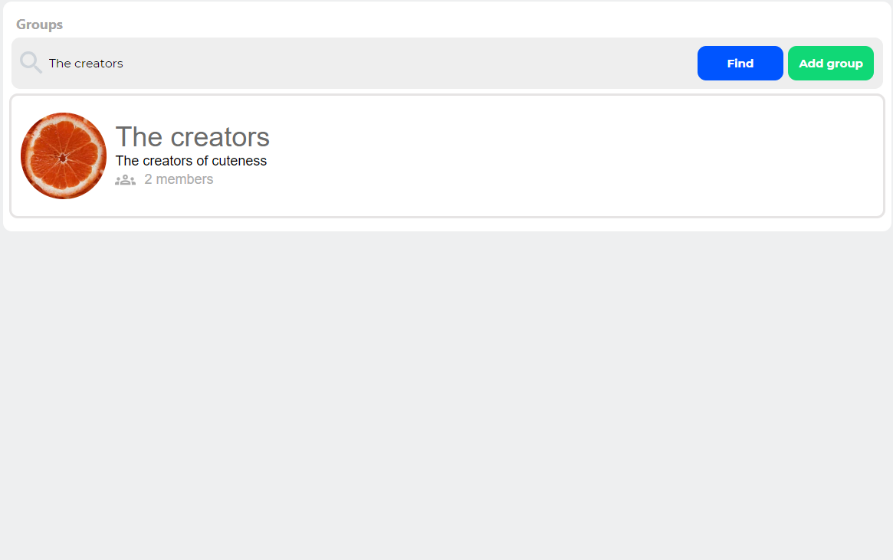 Groups
The creators
Find
Add group
The creators
The creators of cuteness
2 members